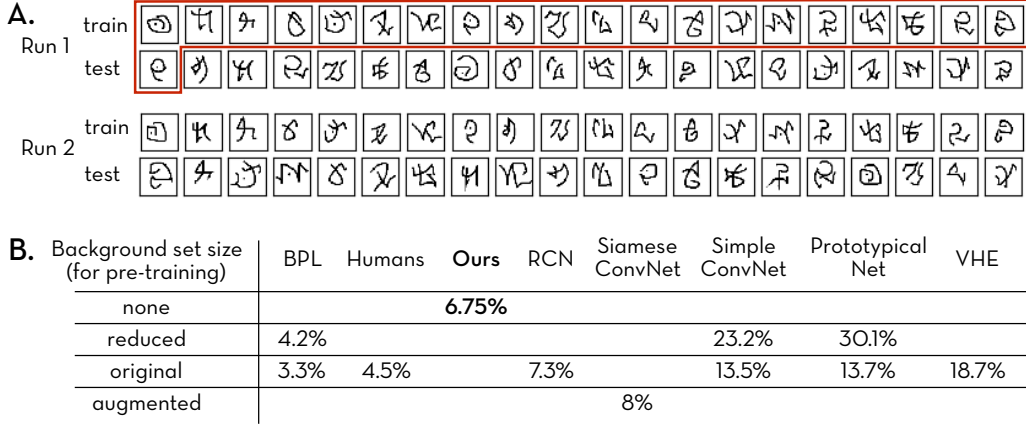 A.
Run 1
train
test
Run 2
train
test
B.
Background set size (for pre-training) BPL Humans Ours RCN Siamese ConvNet Simple ConvNet Prototypical Net VHE
none 6.75%
reduced 4.2% 23.2% 30.1%
original 3.3% 4.5% 7.3% 13.5% 13.7% 18.7%
augmented 8%